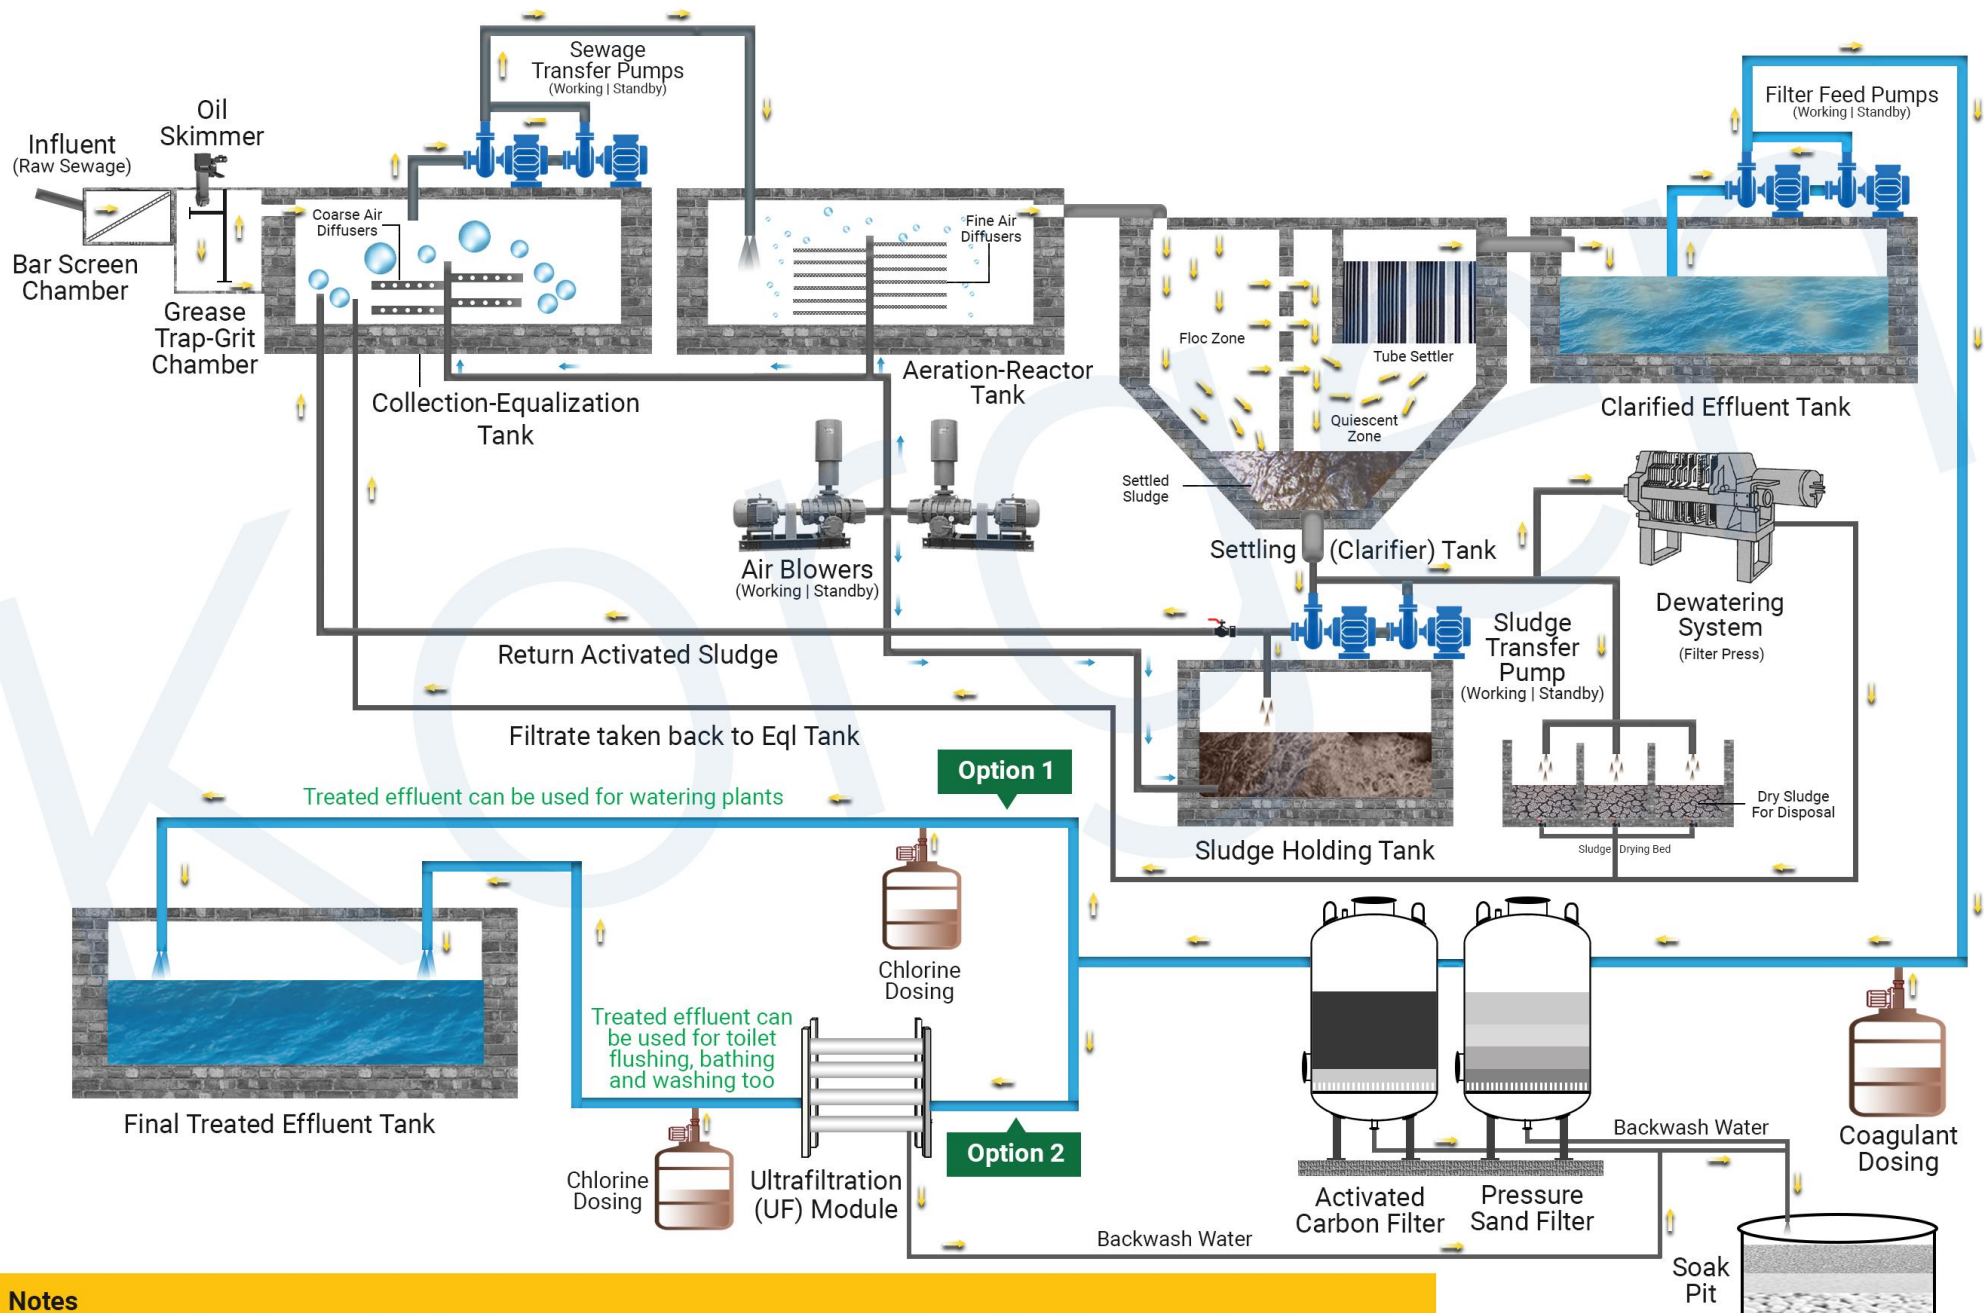 Sewage
Transfer Pumps
(Working | Standby)
Filter Feed Pumps
(Working | Standby)
Oil
Skimmer
Influent
(Raw Sewage)
Coarse Air
Diffusers
Fine Air
Diffusers
Bar Screen
Chamber
Grease
Trap-Grit
Chamber
Floc Zone
Tube Settler
Aeration-Reactor
Tank
Collection-Equalization
Tank
Quiescent
Zone
Clarified Effluent Tank
Settled
Sludge
Settling (Clarifier) Tank
Air Blowers
(Working | Standby)
Dewatering
System
(Filter Press)
Sludge
Transfer
Pump
(Working | Standby)
Return Activated Sludge
Filtrate taken back to Eql Tank
Option 1
Treated effluent can be used for watering plants
Dry Sludge
For Disposal
Sludge Drying Bed
Sludge Holding Tank
Chlorine
Dosing
Treated effluent can
be used for toilet
flushing, bathing
and washing too
Final Treated Effluent Tank
Option 2
Backwash Water
Coagulant
Dosing
Chlorine
Dosing
Ultrafiltration
(UF) Module
Activated
Carbon Filter
Pressure
Sand Filter
Backwash Water
Soak
Pit
Notes
Korgen